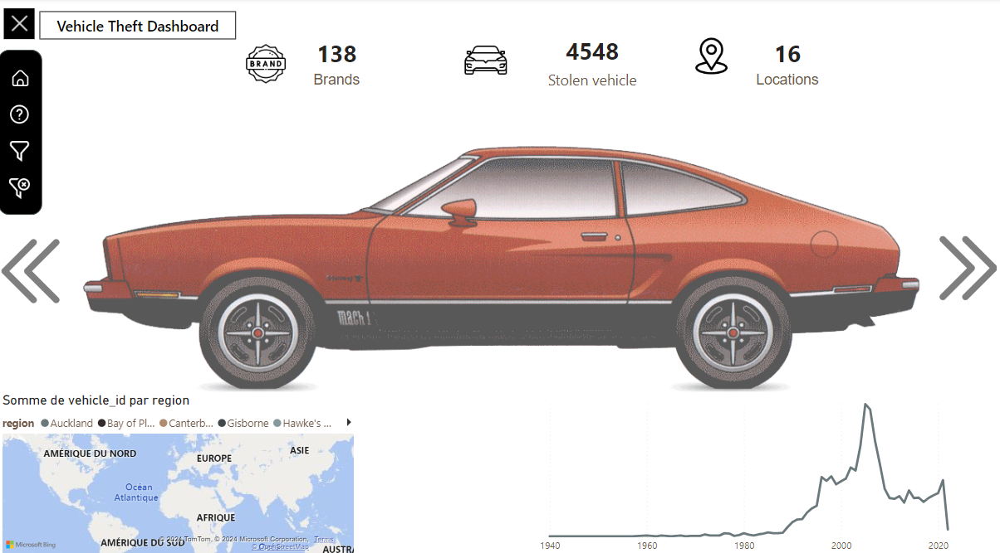 Vehicle Theft Dashboard
BRAND
138
Brands
4548
Stolen vehicle
16
Locations
mach 1
Somme de vehicle_id par region
region Auckland Bay of Pl... Canterb... Gisborne Hawke's ...
AMÉRIQUE DU NORD
EUROPE
ASIE
Océan
Atlantique
AFRIQUE
AMÉRIQUE DU SUD
AUSTRA
Microsoft Bing
© 2024 TomTom, © 2024 Microsoft Corporation, Terms
© OpenStreetMap
1940 1960 1980 2000 2020